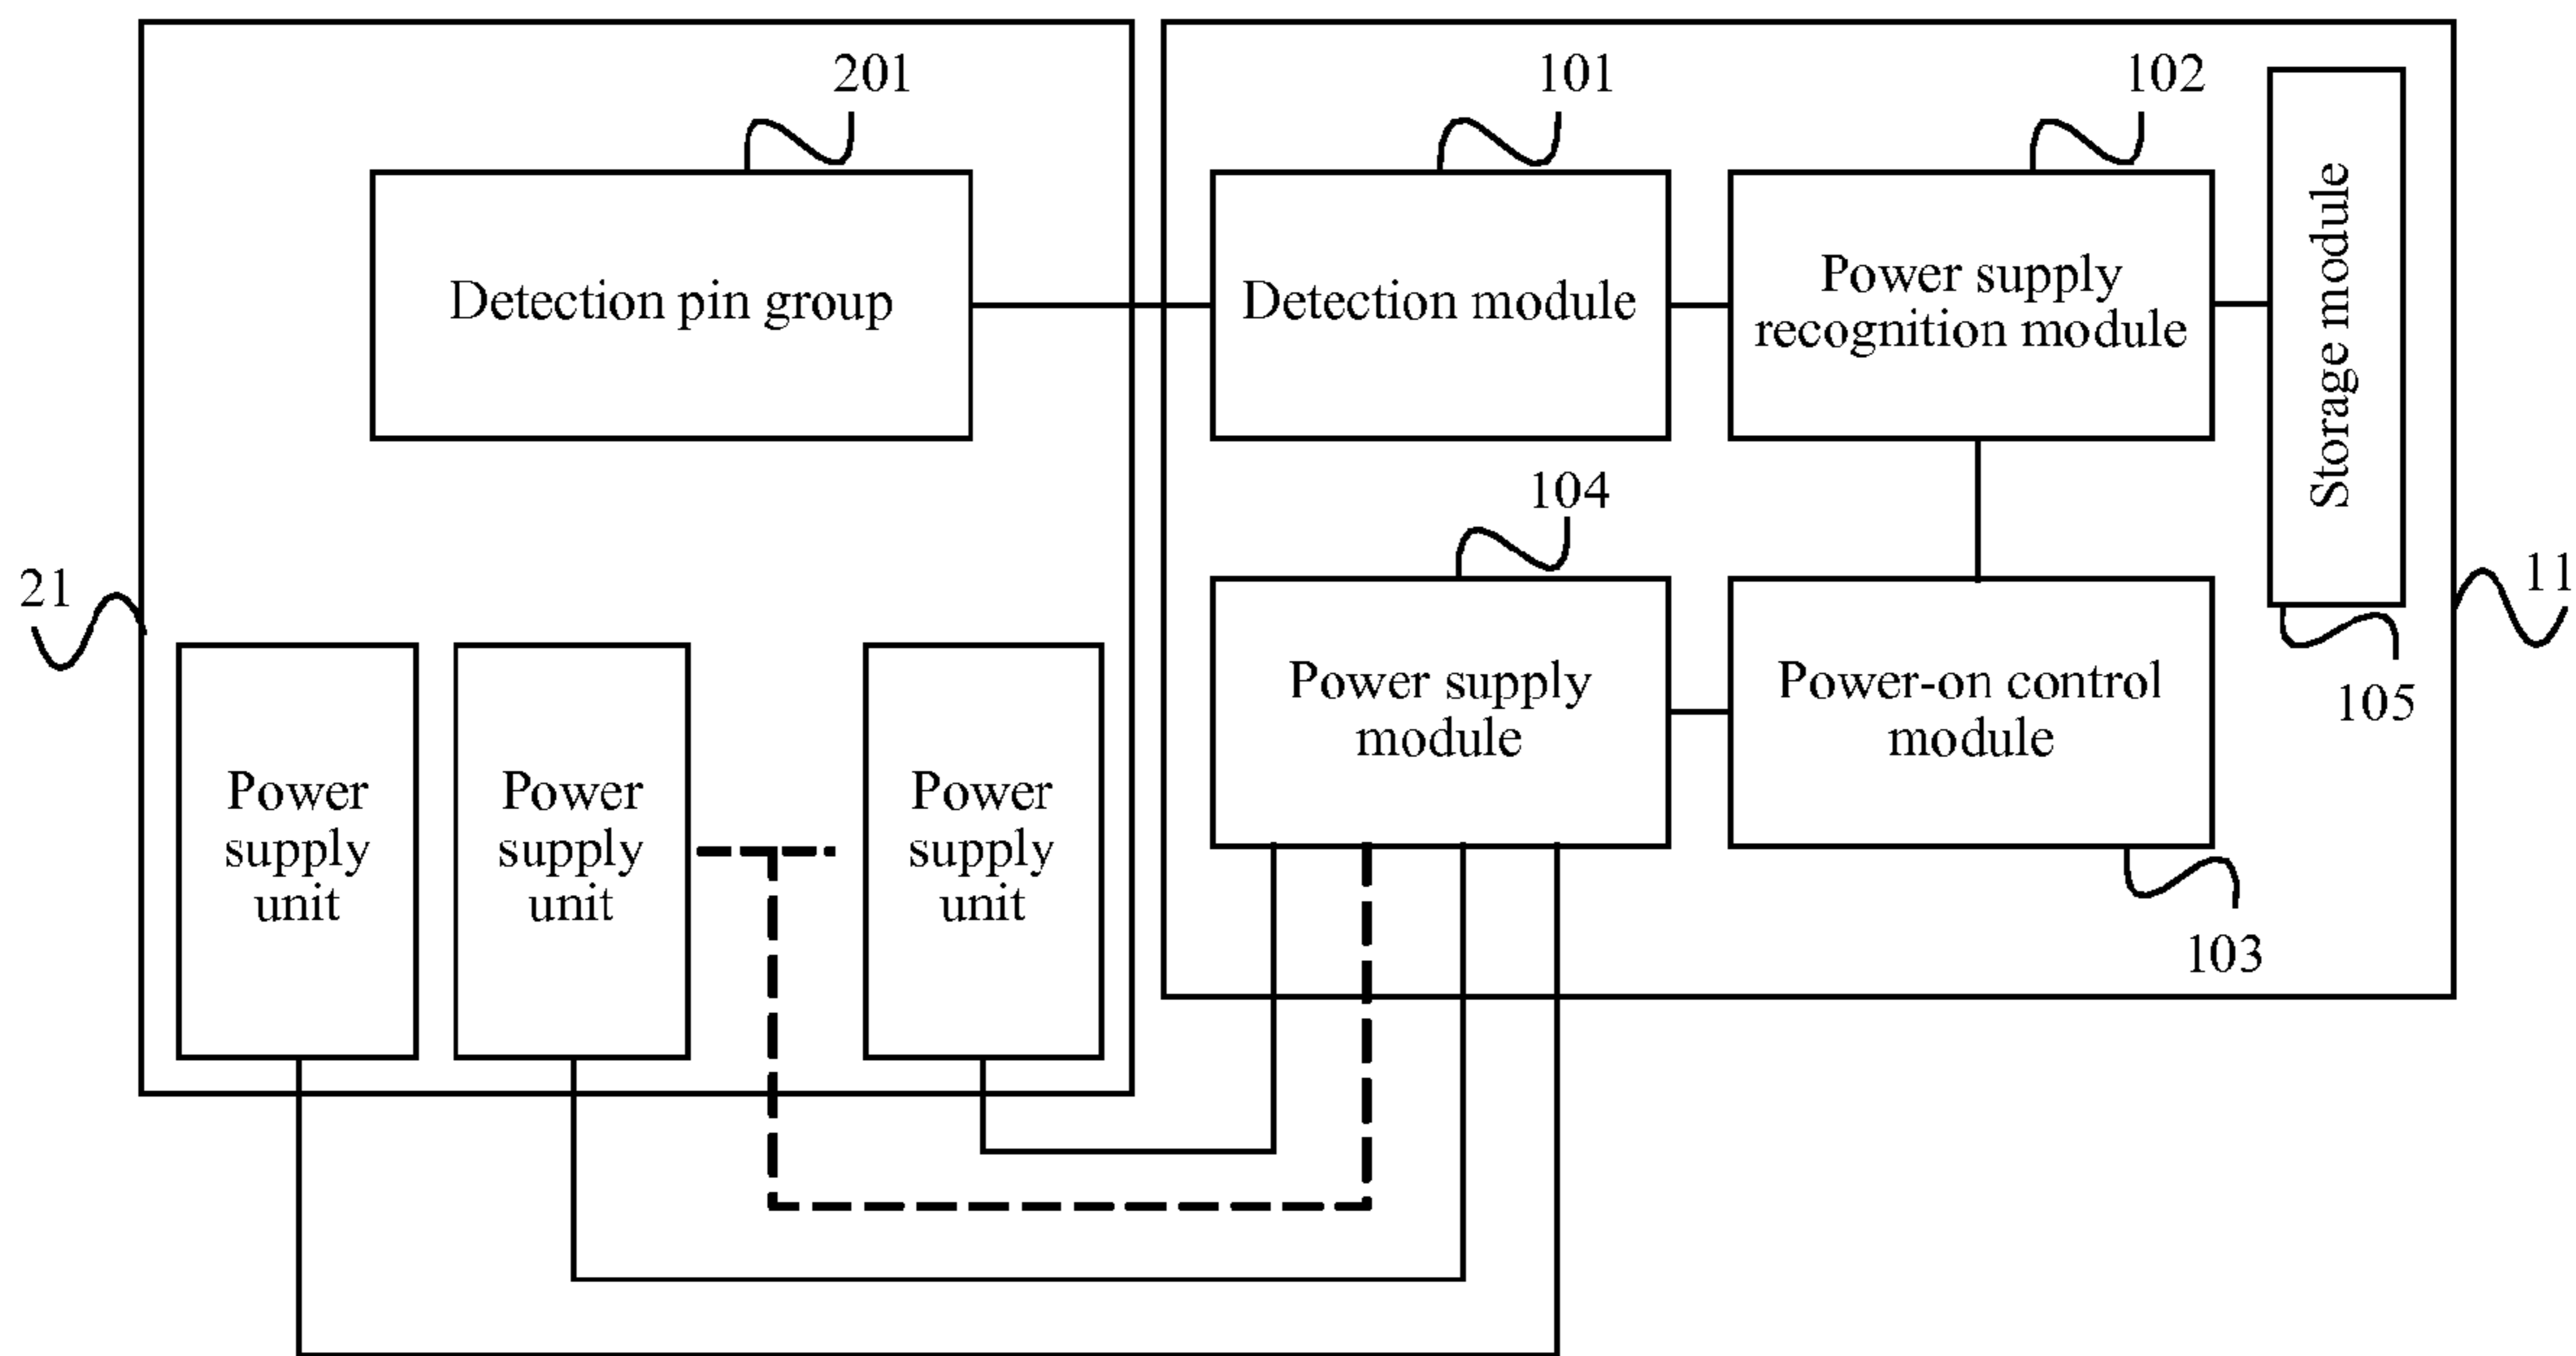 201
101
102
Detection pin group
Detection module
Power supply
recognition module
Storage module
104
21
11
Power supply
module
Power-on control
module
105
Power
supply
unit
Power
supply
unit
Power
supply
unit
103